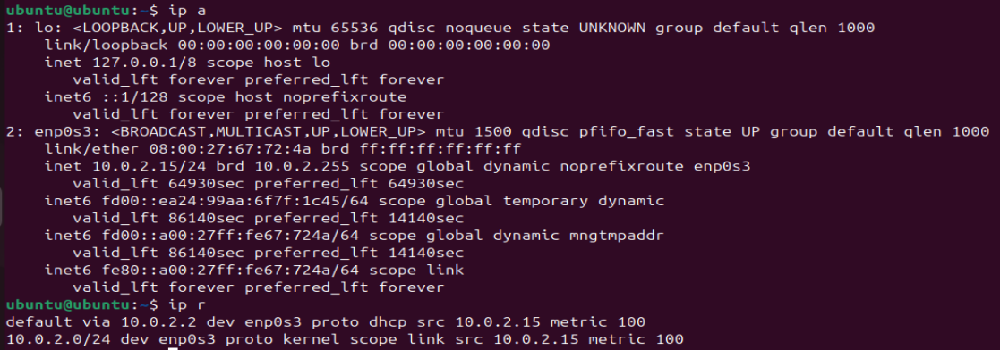 ubuntu@ubuntu:~$ ip a
1: lo: <LOOPBACK,UP,LOWER_UP> mtu 65536 qdisc noqueue state UNKNOWN group default qlen 1000
    link/loopback 00:00:00:00:00:00 brd 00:00:00:00:00:00
    inet 127.0.0.1/8 scope host lo
       valid_lft forever preferred_lft forever
    inet6 ::1/128 scope host noprefixroute
       valid_lft forever preferred_lft forever
2: enp0s3: <BROADCAST,MULTICAST,UP,LOWER_UP> mtu 1500 qdisc pfifo_fast state UP group default qlen 1000
    link/ether 08:00:27:67:72:4a brd ff:ff:ff:ff:ff:ff
    inet 10.0.2.15/24 brd 10.0.2.255 scope global dynamic noprefixroute enp0s3
       valid_lft 64930sec preferred_lft 64930sec
    inet6 fd00::ea24:99aa:6f7f:1c45/64 scope global temporary dynamic
       valid_lft 86140sec preferred_lft 14140sec
    inet6 fd00::a00:27ff:fe67:724a/64 scope global dynamic mngtmpaddr
       valid_lft 86140sec preferred_lft 14140sec
    inet6 fe80::a00:27ff:fe67:724a/64 scope link
       valid_lft forever preferred_lft forever
ubuntu@ubuntu:~$ ip r
default via 10.0.2.2 dev enp0s3 proto dhcp src 10.0.2.15 metric 100
10.0.2.0/24 dev enp0s3 proto kernel scope link src 10.0.2.15 metric 100